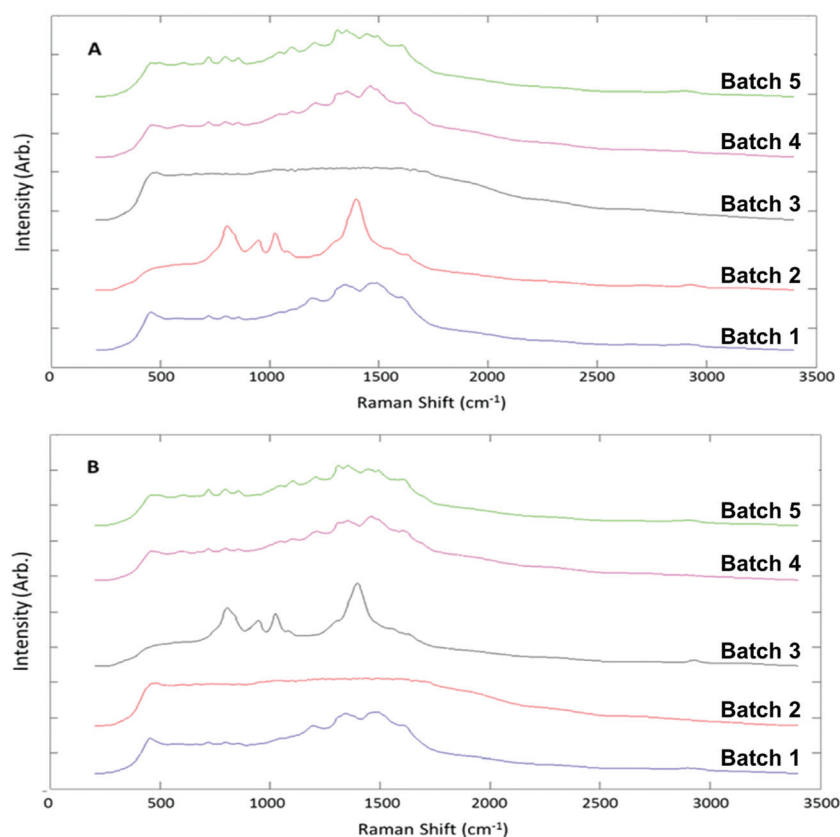 A
Batch 5
Batch 4
Batch 3
Batch 2
Batch 1
Intensity (Arb.)
0 500 1000 1500 2000 2500 3000 3500
Raman Shift (cm⁻¹)
B
Batch 5
Batch 4
Batch 3
Batch 2
Batch 1
Intensity (Arb.)
0 500 1000 1500 2000 2500 3000 3500
Raman Shift (cm⁻¹)